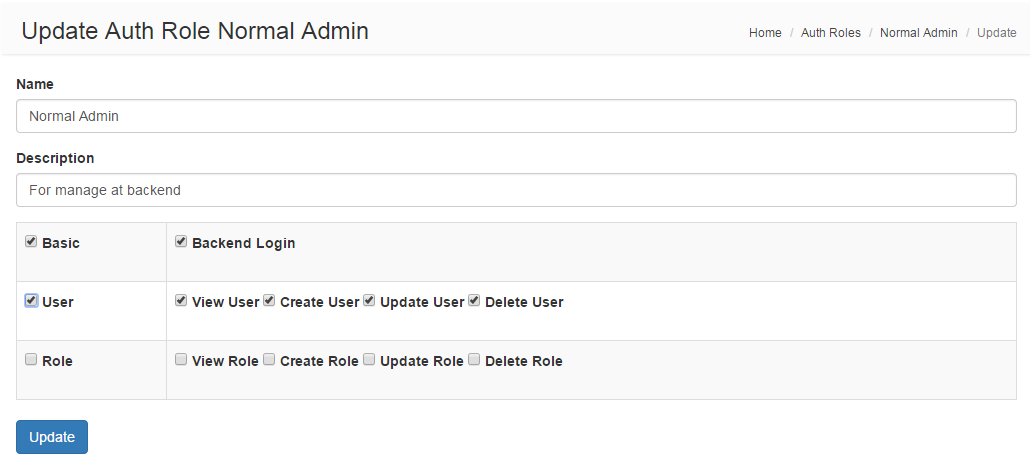 Update Auth Role Normal Admin
Home / Auth Roles / Normal Admin / Update
Name
Normal Admin
Description
For manage at backend
Basic Backend Login
User View User Create User Update User Delete User
Role View Role Create Role Update Role Delete Role
Update